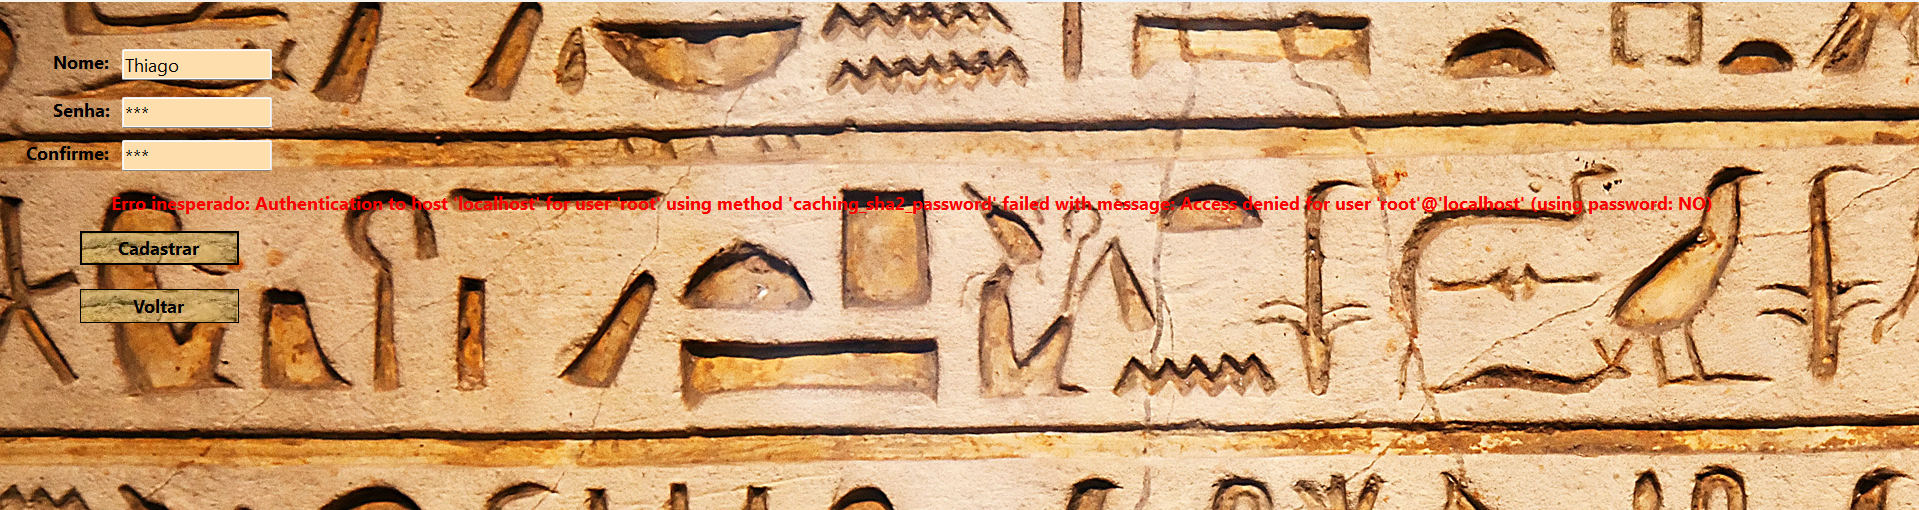 Nome: Thiago
Senha: ***
Confirme: ***
Erro inesperado: Authentication to host 'localhost' for user 'root' using method 'caching_sha2_password' failed with message: Access denied for user 'root'@'localhost' (using password: NO)
Cadastrar
Voltar